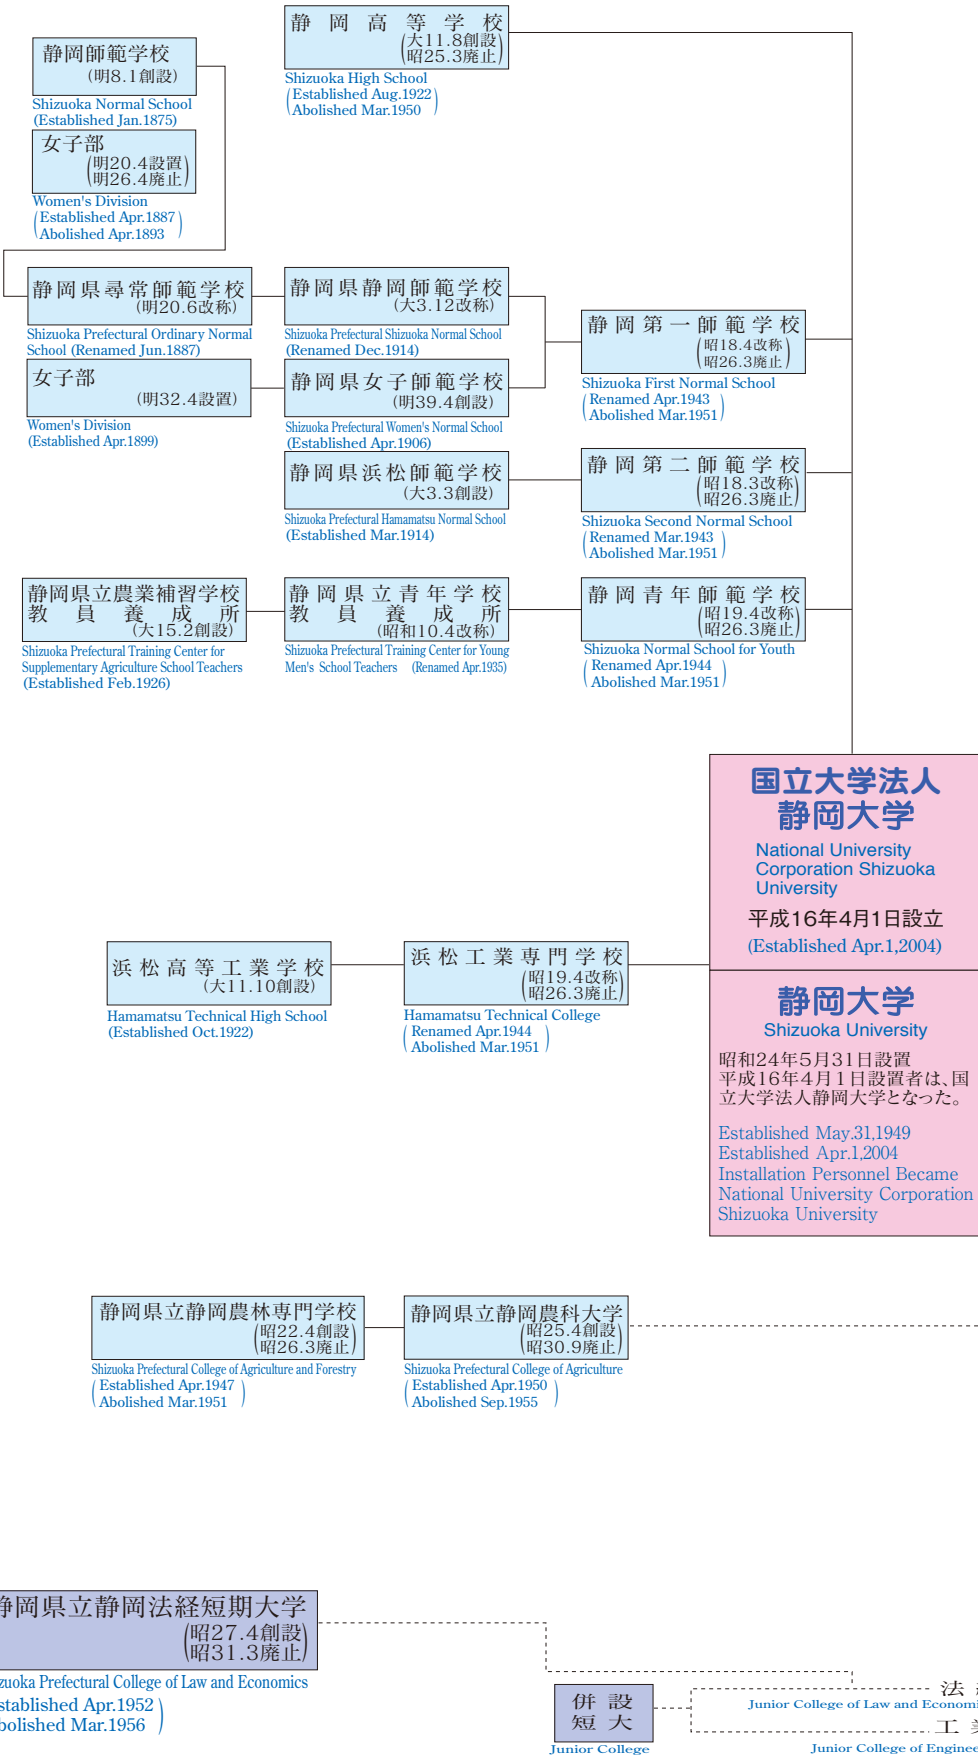 静岡高等学校
(大11.8創設
昭25.3廃止)
Shizuoka High School
(Established Aug.1922
Abolished Mar.1950)
静岡師範学校
(明8.1創設)
Shizuoka Normal School
(Established Jan.1875)
女子部
(明20.4設置
明26.4廃止)
Women's Division
(Established Apr.1887
Abolished Apr.1893)
静岡県尋常師範学校
(明20.6改称)
Shizuoka Prefectural Ordinary Normal
School (Renamed Jun.1887)
静岡県静岡師範学校
(大3.12改称)
Shizuoka Prefectural Shizuoka Normal School
(Renamed Dec.1914)
静岡第一師範学校
(昭18.4改称
昭26.3廃止)
Shizuoka First Normal School
(Renamed Apr.1943
Abolished Mar.1951)
女子部
(明32.4設置)
Women's Division
(Established Apr.1899)
静岡県女子師範学校
(明39.4創設)
Shizuoka Prefectural Women's Normal School
(Established Apr.1906)
静岡県浜松師範学校
(大3.3創設)
Shizuoka Prefectural Hamamatsu Normal School
(Established Mar.1914)
静岡第二師範学校
(昭18.3改称
昭26.3廃止)
Shizuoka Second Normal School
(Renamed Mar.1943
Abolished Mar.1951)
静岡県立農業補習学校
教員養成所
(大15.2創設)
Shizuoka Prefectural Training Center for
Supplementary Agriculture School Teachers
(Established Feb.1926)
静岡県立青年学校
教員養成所
(昭和10.4改称)
Shizuoka Prefectural Training Center for Young
Men's School Teachers (Renamed Apr.1935)
静岡青年師範学校
(昭19.4改称
昭26.3廃止)
Shizuoka Normal School for Youth
(Renamed Apr.1944
Abolished Mar.1951)
国立大学法人
静岡大学
National University
Corporation Shizuoka
University
平成16年4月1日設立
(Established Apr.1,2004)
浜松高等工業学校
(大11.10創設)
Hamamatsu Technical High School
(Established Oct.1922)
浜松工業専門学校
(昭19.4改称
昭26.3廃止)
Hamamatsu Technical College
(Renamed Apr.1944
Abolished Mar.1951)
静岡大学
Shizuoka University
昭和24年5月31日設置
平成16年4月1日設置者は、国
立大学法人静岡大学となった。
Established May.31,1949
Established Apr.1,2004
Installation Personnel Became
National University Corporation
Shizuoka University
静岡県立静岡農林専門学校
(昭22.4創設
昭26.3廃止)
Shizuoka Prefectural College of Agriculture and Forestry
(Established Apr.1947
Abolished Mar.1951)
静岡県立静岡農科大学
(昭25.4創設
昭30.9廃止)
Shizuoka Prefectural College of Agriculture
(Established Apr.1950
Abolished Sep.1955)
静岡県立静岡法経短期大学
(昭27.4創設
昭31.3廃止)
zuoka Prefectural College of Law and Economics
stablished Apr.1952
bolished Mar.1956)
併設
短大
Junior College
法
Junior College of Law and Economi
工
Junior College of Enginee